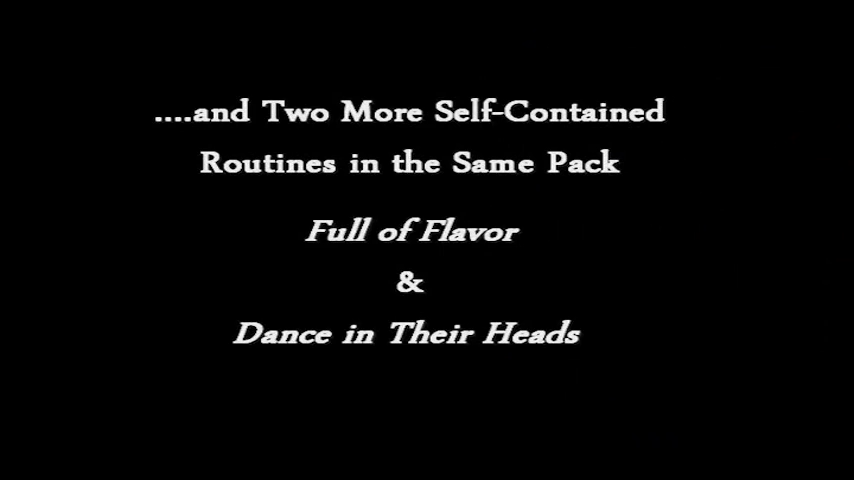 ....and Two More Self-Contained
Routines in the Same Pack
Full of Flavor
&
Dance in Their Heads